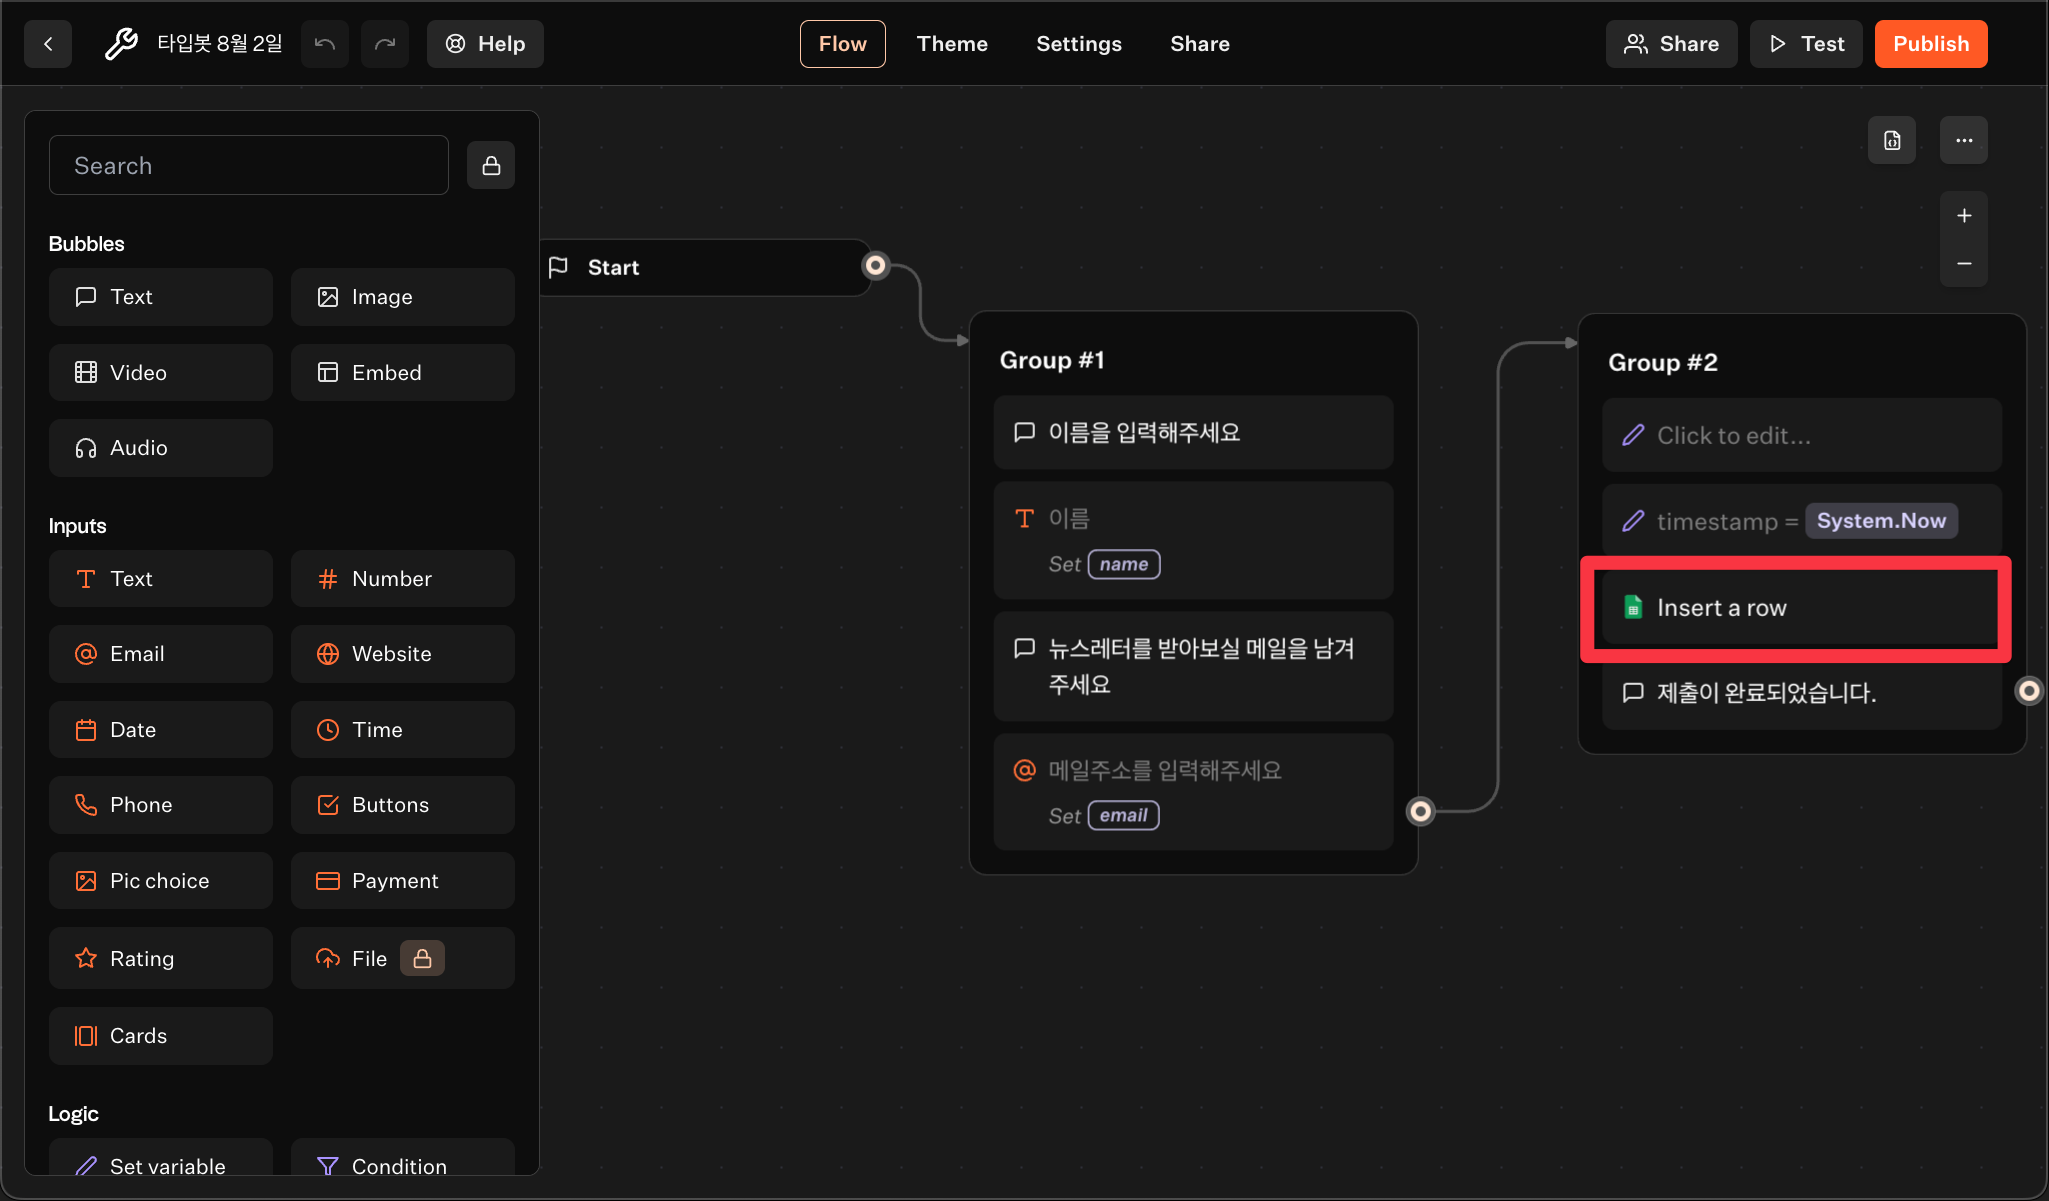 타입봇 8월 2일
Help
Flow
Theme
Settings
Share
Share
Test
Publish
Search
Bubbles
Text
Image
Video
Embed
Audio
Inputs
Text
Number
Email
Website
Date
Time
Phone
Buttons
Pic choice
Payment
Rating
File
Cards
Logic
Set variable
Condition
Start
Group #1
이름을 입력해주세요
이름
Set name
뉴스레터를 받아보실 메일을 남겨
주세요
메일주소를 입력해주세요
Set email
Group #2
Click to edit...
timestamp = System.Now
Insert a row
제출이 완료되었습니다.